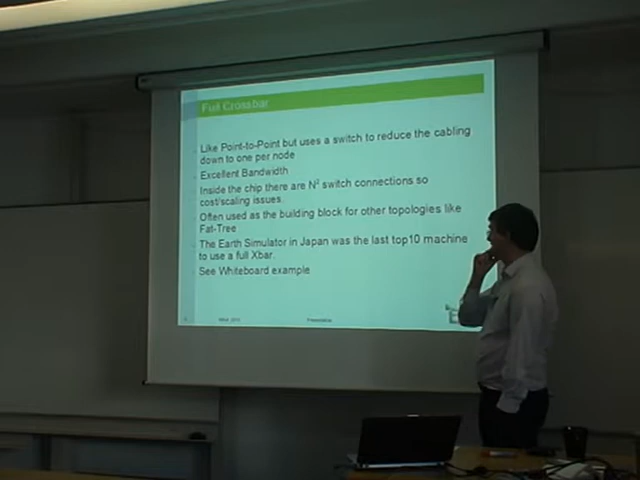 Full Crossbar
Like Point-to-Point but uses a switch to reduce the cabling
down to one per node
Excellent Bandwidth
Inside the chip there are N² switch connections so
cost/scaling issues.
Often used as the building block for other topologies like
Fat-Tree
The Earth Simulator in Japan was the last top10 machine
to use a full Xbar.
See Whiteboard example